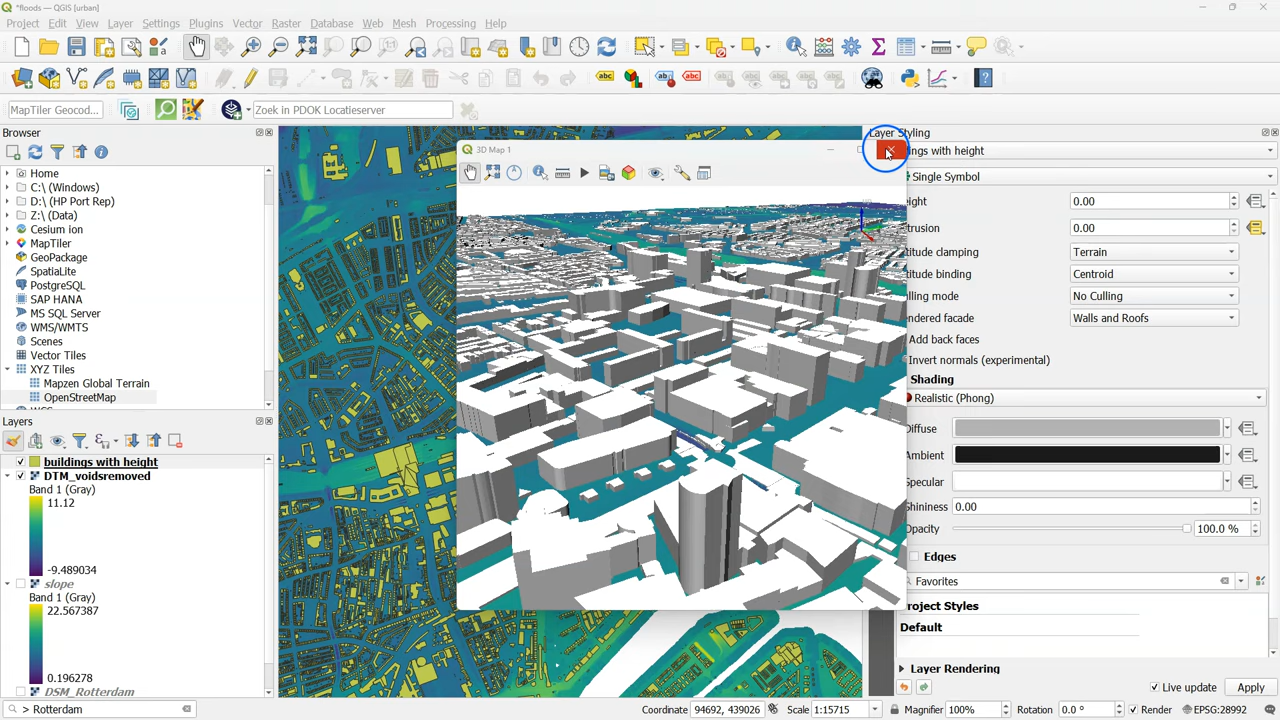 *floods — QGIS [urban]
Project Edit View Layer Settings Plugins Vector Raster Database Web Mesh Processing Help
MapTiler Geocod... Zoek in PDOK Locatieserver
Browser
Home
C:\ (Windows)
D:\ (HP Port Rep)
Z:\ (Data)
Cesium ion
MapTiler
GeoPackage
SpatiaLite
PostgreSQL
SAP HANA
MS SQL Server
WMS/WMTS
Scenes
Vector Tiles
XYZ Tiles
Mapzen Global Terrain
OpenStreetMap
Layers
buildings with height
DTM_voidsremoved
Band 1 (Gray)
11.12
-9.489034
slope
Band 1 (Gray)
22.567387
0.196278
DSM_Rotterdam
> Rotterdam
3D Map 1
Layer Styling
ngs with height
Single Symbol
eight 0.00
trusion 0.00
titude clamping Terrain
titude binding Centroid
lling mode No Culling
ndered facade Walls and Roofs
Add back faces
Invert normals (experimental)
Shading
Realistic (Phong)
Diffuse
Ambient
Specular
Shininess 0.00
Opacity 100.0 %
Edges
Favorites
roject Styles
Default
Layer Rendering
Live update Apply
Coordinate 94692, 439026 Scale 1:15715 Magnifier 100% Rotation 0.0 ° Render EPSG:28992